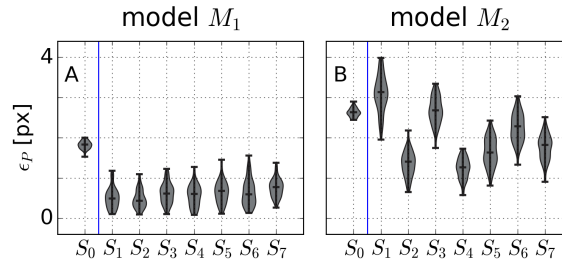 model M₁
model M₂
4
A
B
ϵ_P [px]
0
S₀ S₁ S₂ S₃ S₄ S₅ S₆ S₇
S₀ S₁ S₂ S₃ S₄ S₅ S₆ S₇